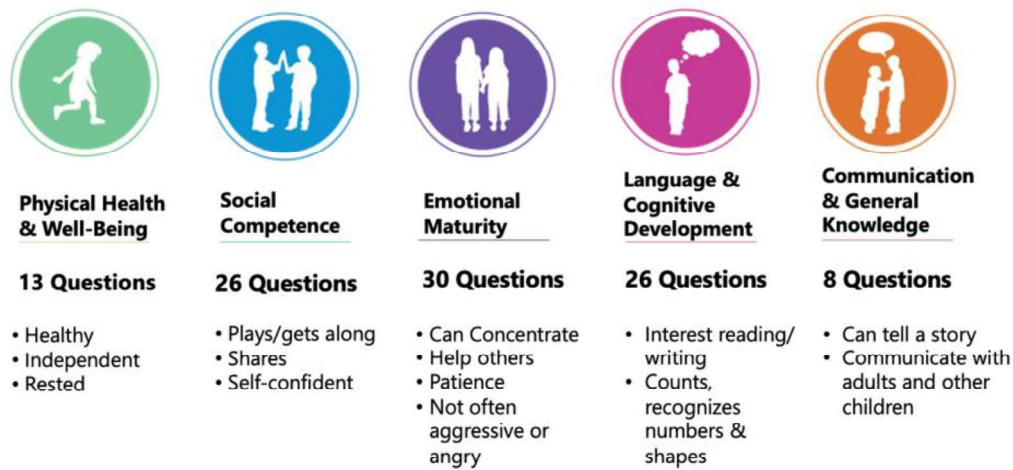 Physical Health
& Well-Being
13 Questions
• Healthy
• Independent
• Rested
Social
Competence
26 Questions
• Plays/gets along
• Shares
• Self-confident
Emotional
Maturity
30 Questions
• Can Concentrate
• Help others
• Patience
• Not often
aggressive or
angry
Language &
Cognitive
Development
26 Questions
• Interest reading/
writing
• Counts,
recognizes
numbers &
shapes
Communication
& General
Knowledge
8 Questions
• Can tell a story
• Communicate with
adults and other
children